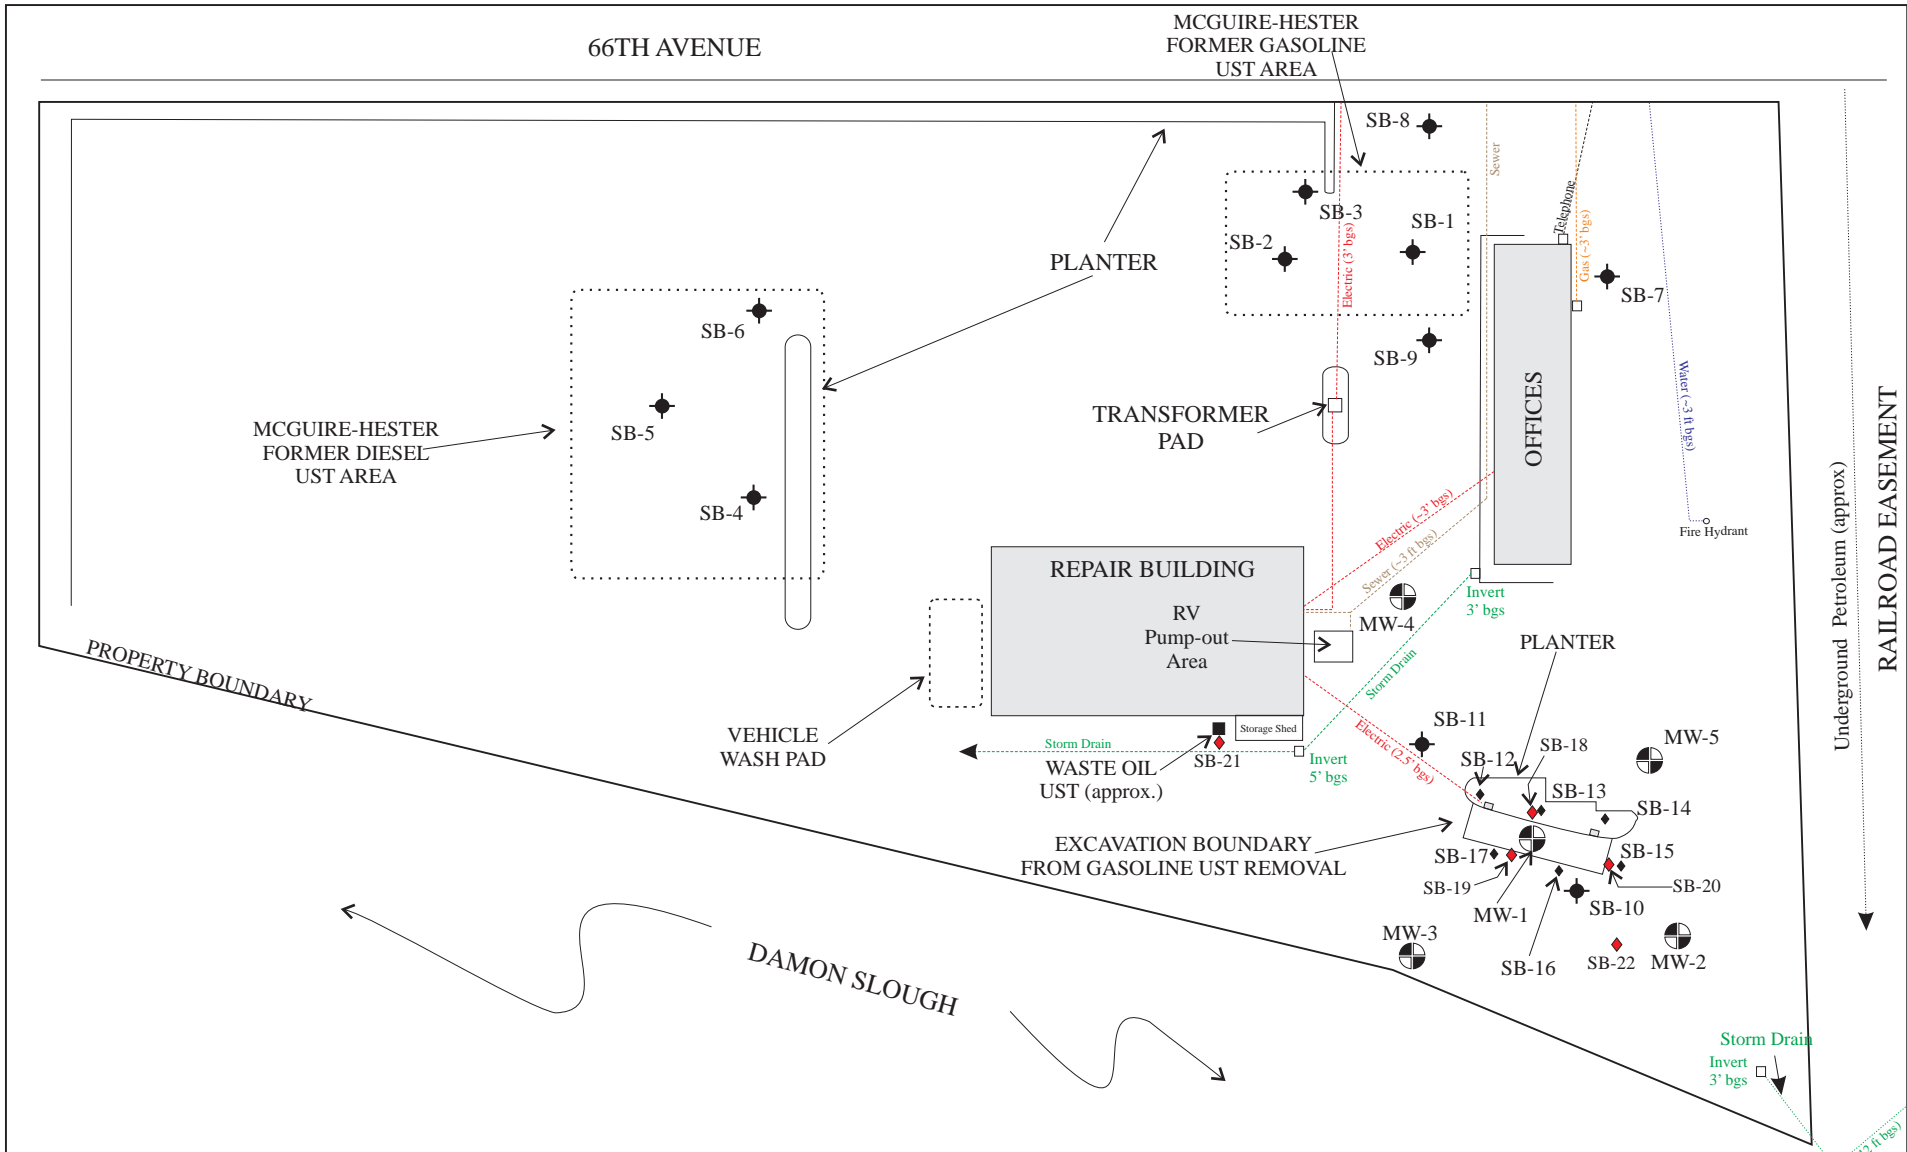 66TH AVENUE
MCGUIRE-HESTER
FORMER GASOLINE
UST AREA
SB-8
Sewer
SB-3
SB-1
SB-2
Telephone
Gas (~3' bgs)
Electric (3' bgs)
SB-7
PLANTER
SB-6
SB-9
Water (~3 ft bgs)
OFFICES
TRANSFORMER
PAD
MCGUIRE-HESTER
FORMER DIESEL
UST AREA
SB-5
SB-4
Electric (~3' bgs)
Sewer (~3 ft bgs)
Fire Hydrant
Underground Petroleum (approx)
RAILROAD EASEMENT
REPAIR BUILDING
RV
Pump-out
Area
MW-4
Invert
3' bgs
PLANTER
Storm Drain
PROPERTY BOUNDARY
VEHICLE
WASH PAD
Storage Shed
Storm Drain
SB-21
WASTE OIL
UST (approx.)
Invert
5' bgs
Electric (2.5' bgs)
SB-11
SB-12
SB-18
MW-5
SB-13
SB-14
EXCAVATION BOUNDARY
FROM GASOLINE UST REMOVAL
SB-17
SB-15
SB-19
SB-20
MW-1
SB-10
MW-3
SB-16
SB-22
MW-2
DAMON SLOUGH
Storm Drain
Invert
3' bgs
2 ft bgs)